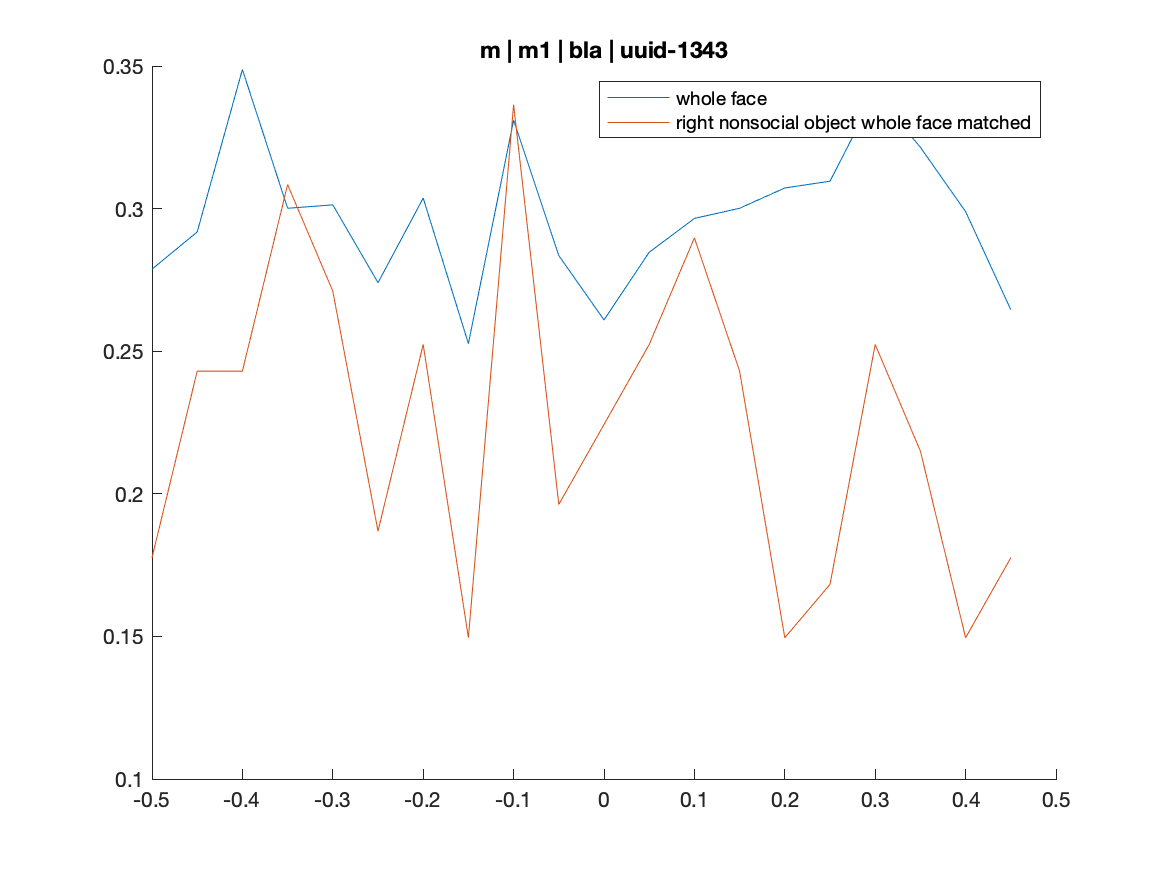 m | m1 | bla | uuid-1343
whole face
right nonsocial object whole face matched
0.35
0.3
0.25
0.2
0.15
0.1
-0.5 -0.4 -0.3 -0.2 -0.1 0 0.1 0.2 0.3 0.4 0.5